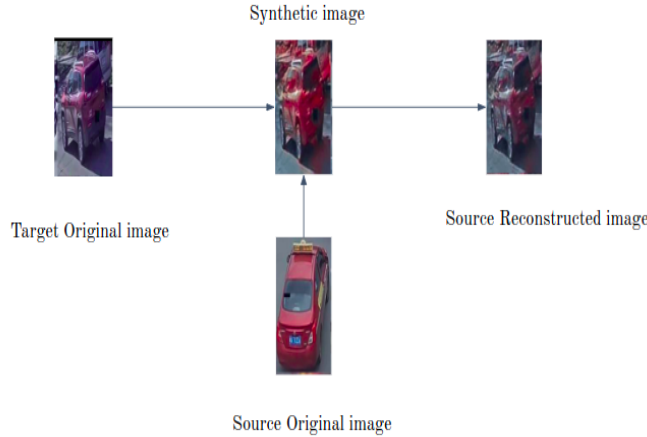 Synthetic image
Target Original image
Source Reconstructed image
Source Original image